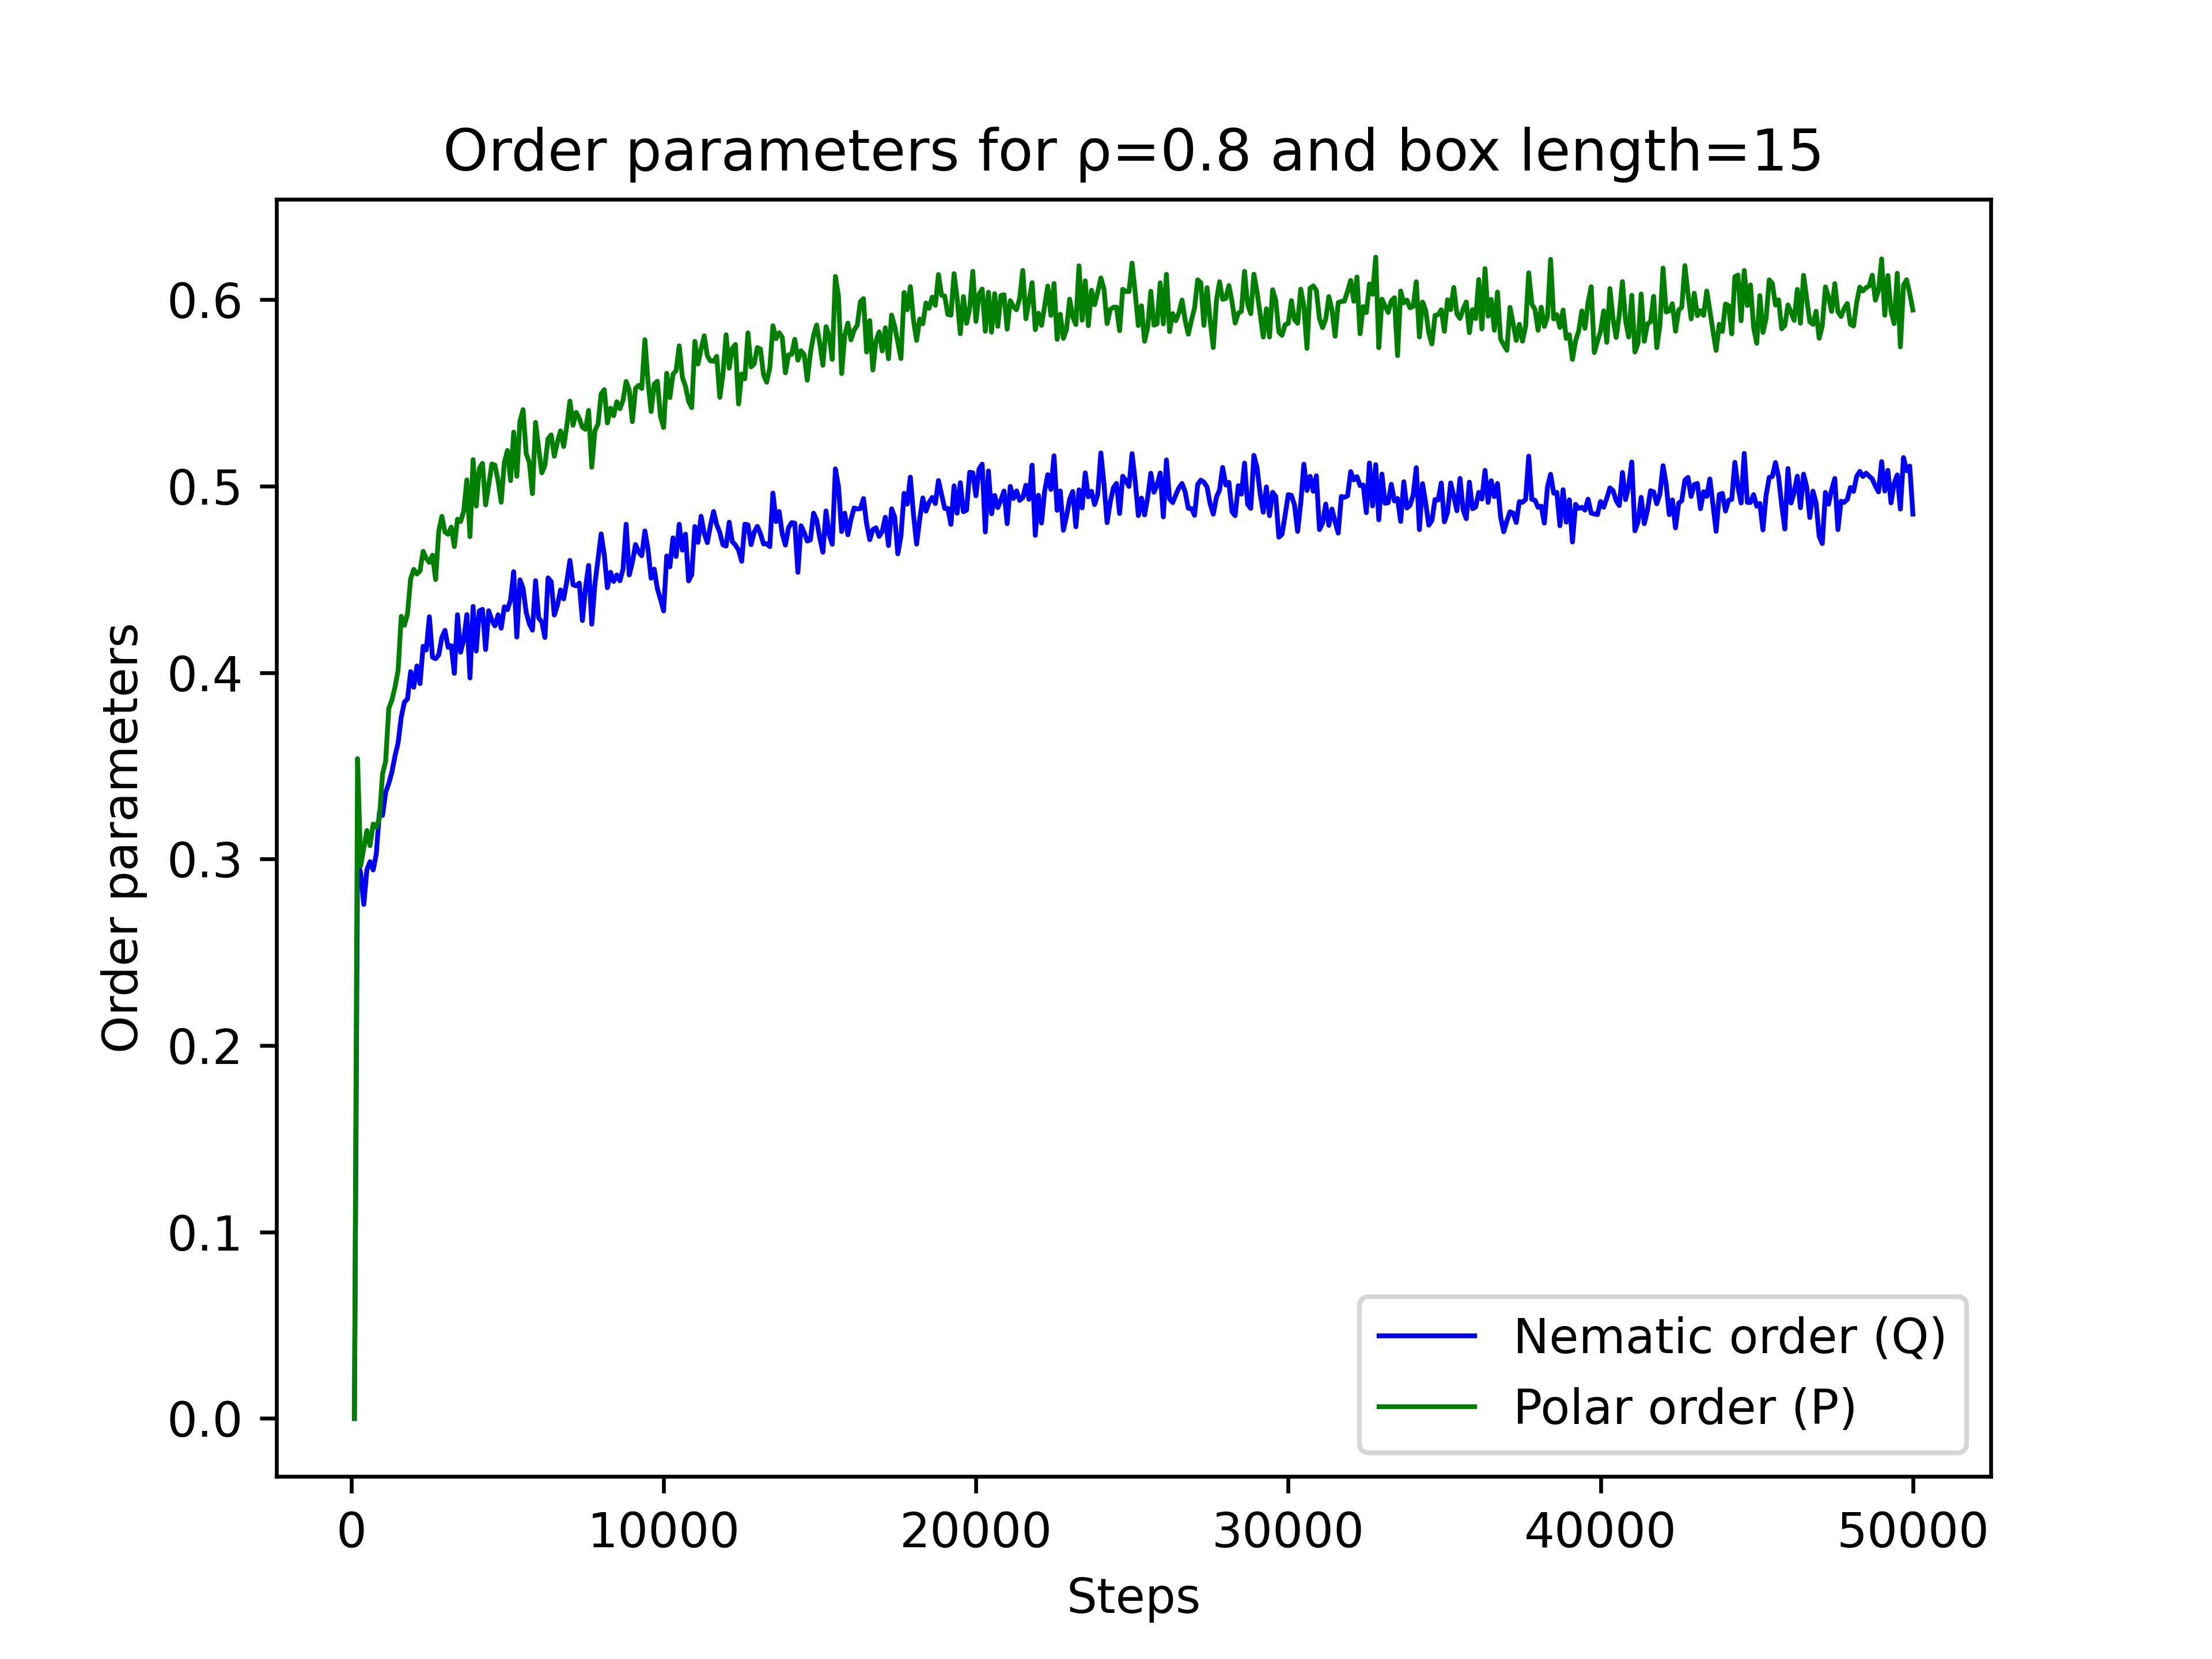 Order parameters for ρ=0.8 and box length=15
Order parameters
0.6
0.5
0.4
0.3
0.2
0.1
0.0
Nematic order (Q)
Polar order (P)
0 10000 20000 30000 40000 50000
Steps